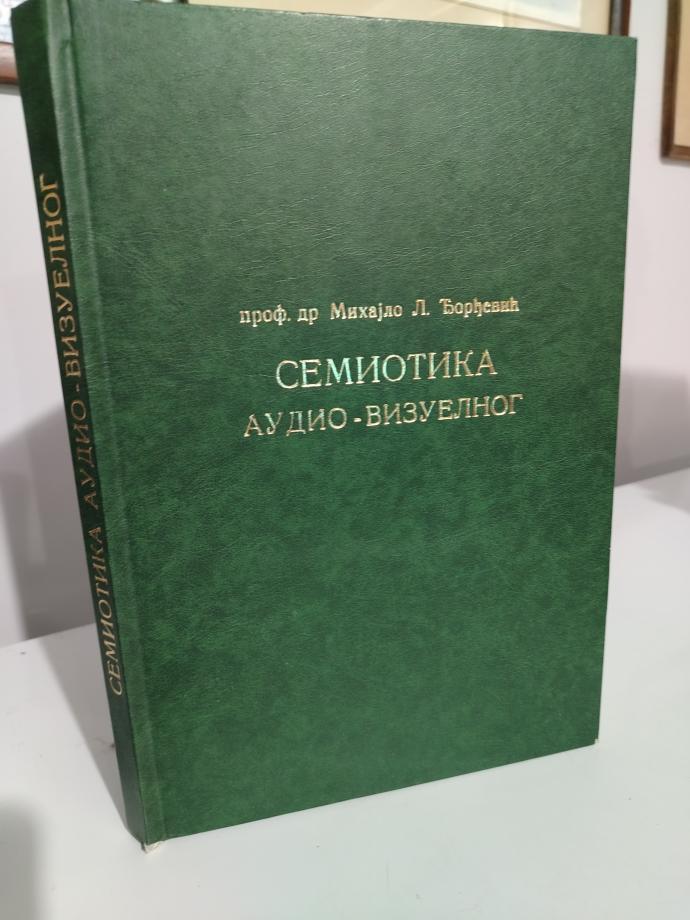 проф. др Михајло Л. Ђорђевић
СЕМИОТИКА
АУДИО-ВИЗУЕЛНОГ
СЕМИОТИКА АУДИО-ВИЗУЕЛНОГ